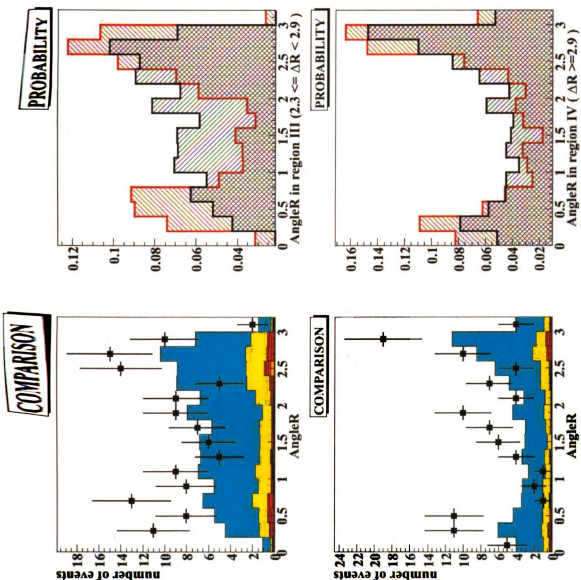 PROBABILITY
0.12
0.1
0.08
0.06
0.04
0 0.5 1 1.5 2 2.5 3
AngleR in region III (2.3 <= ΔR < 2.9 )
PROBABILITY
0.16
0.14
0.12
0.1
0.08
0.06
0.04
0.02
0 0.5 1 1.5 2 2.5 3
AngleR in region IV ( ΔR >=2.9 )
COMPARISON
number of events
18
16
14
12
10
8
6
4
2
0
0 0.5 1 1.5 2 2.5 3
AngleR
COMPARISON
number of events
24
22
20
18
16
14
12
10
8
6
4
2
0
0 0.5 1 1.5 2 2.5 3
AngleR